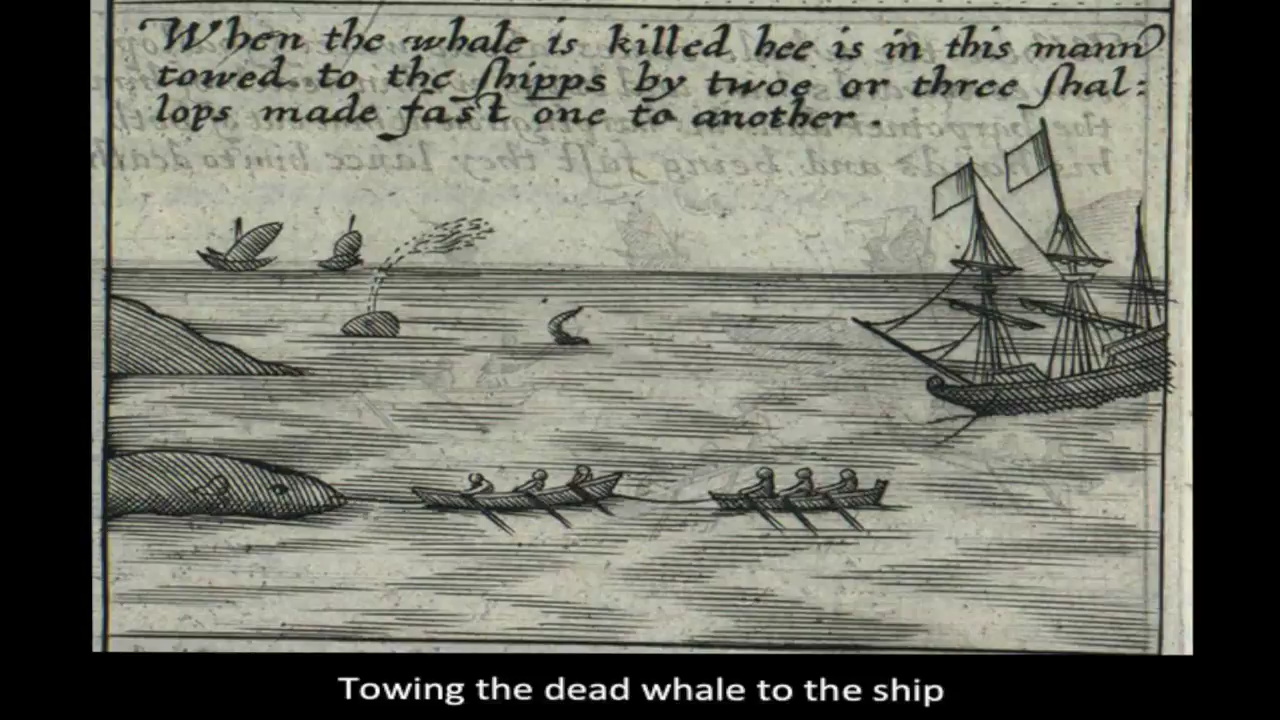 When the whale is killed hee is in this mann
towed to the ſhipps by twoe or three ſhal:
lops made faſt one to another.
Towing the dead whale to the ship